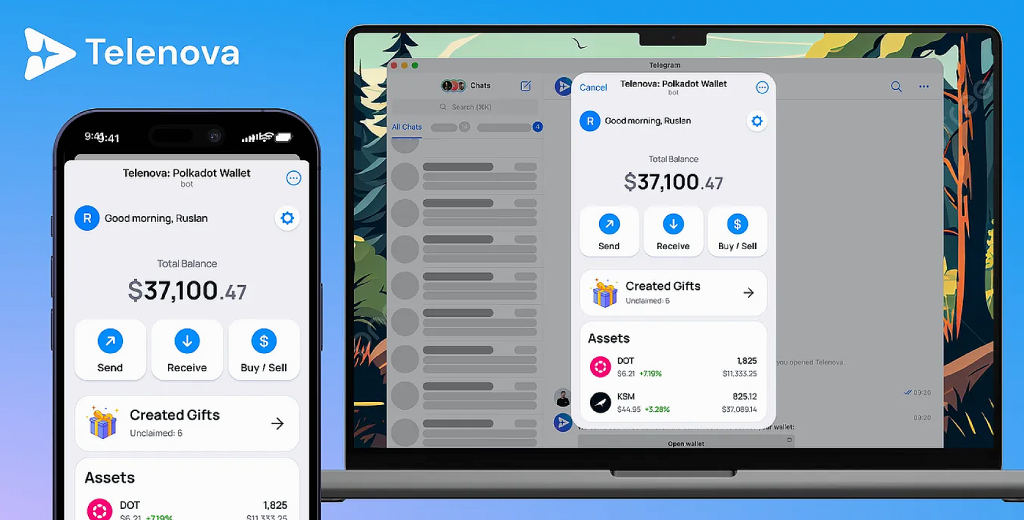 Telenova
9:41
9:41
Telenova: Polkadot Wallet
bot
R
Good morning, Ruslan
Total Balance
$37,100.47
Send
Receive
Buy / Sell
Created Gifts
Unclaimed: 6
Assets
DOT
1,825
$6.21 +7.19%
$11,333.25
Telegram
Chats
Search (⌘K)
All Chats
4
Cancel
Telenova: Polkadot Wallet
bot
R
Good morning, Ruslan
Total Balance
$37,100.47
Send
Receive
Buy / Sell
Created Gifts
Unclaimed: 6
Assets
DOT
1,825
$6.21 +7.19%
$11,333.25
KSM
825.12
$44.95 +3.28%
$37,089.14
you opened Telenova
09:20
09:20
your wallet:
Open wallet